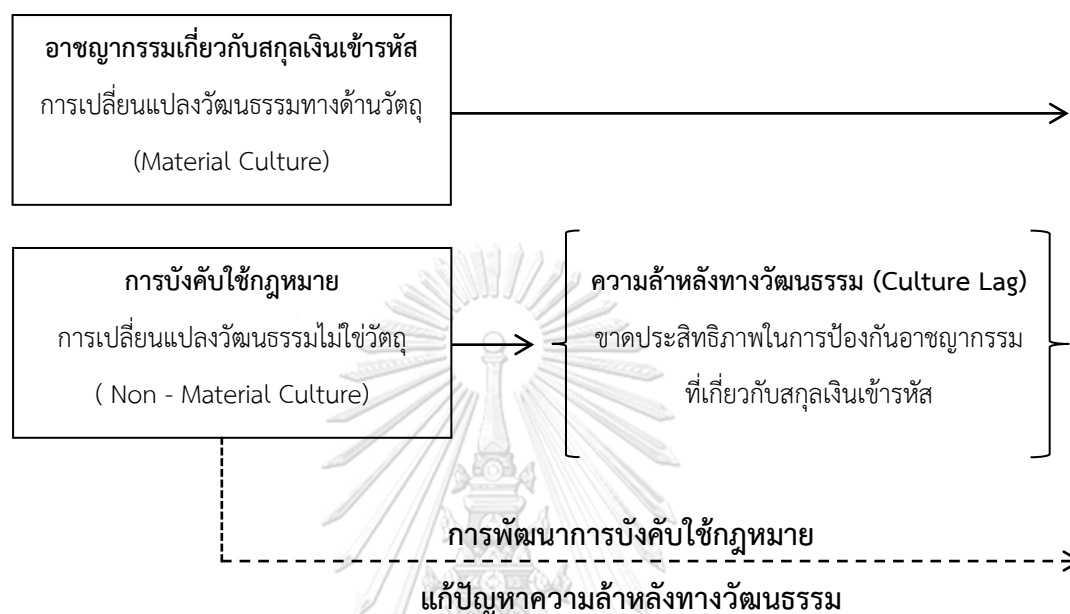 อาชญากรรมเกี่ยวกับสกุลเงินเข้ารหัส
การเปลี่ยนแปลงวัฒนธรรมทางด้านวัตถุ
(Material Culture)
การบังคับใช้กฎหมาย
การเปลี่ยนแปลงวัฒนธรรมไม่ใข่วัตถุ
( Non - Material Culture)
ความล้าหลังทางวัฒนธรรม (Culture Lag)
ขาดประสิทธิภาพในการป้องกันอาชญากรรม
ที่เกี่ยวกับสกุลเงินเข้ารหัส
การพัฒนาการบังคับใช้กฎหมาย
แก้ปัญหาความล้าหลังทางวัฒนธรรม